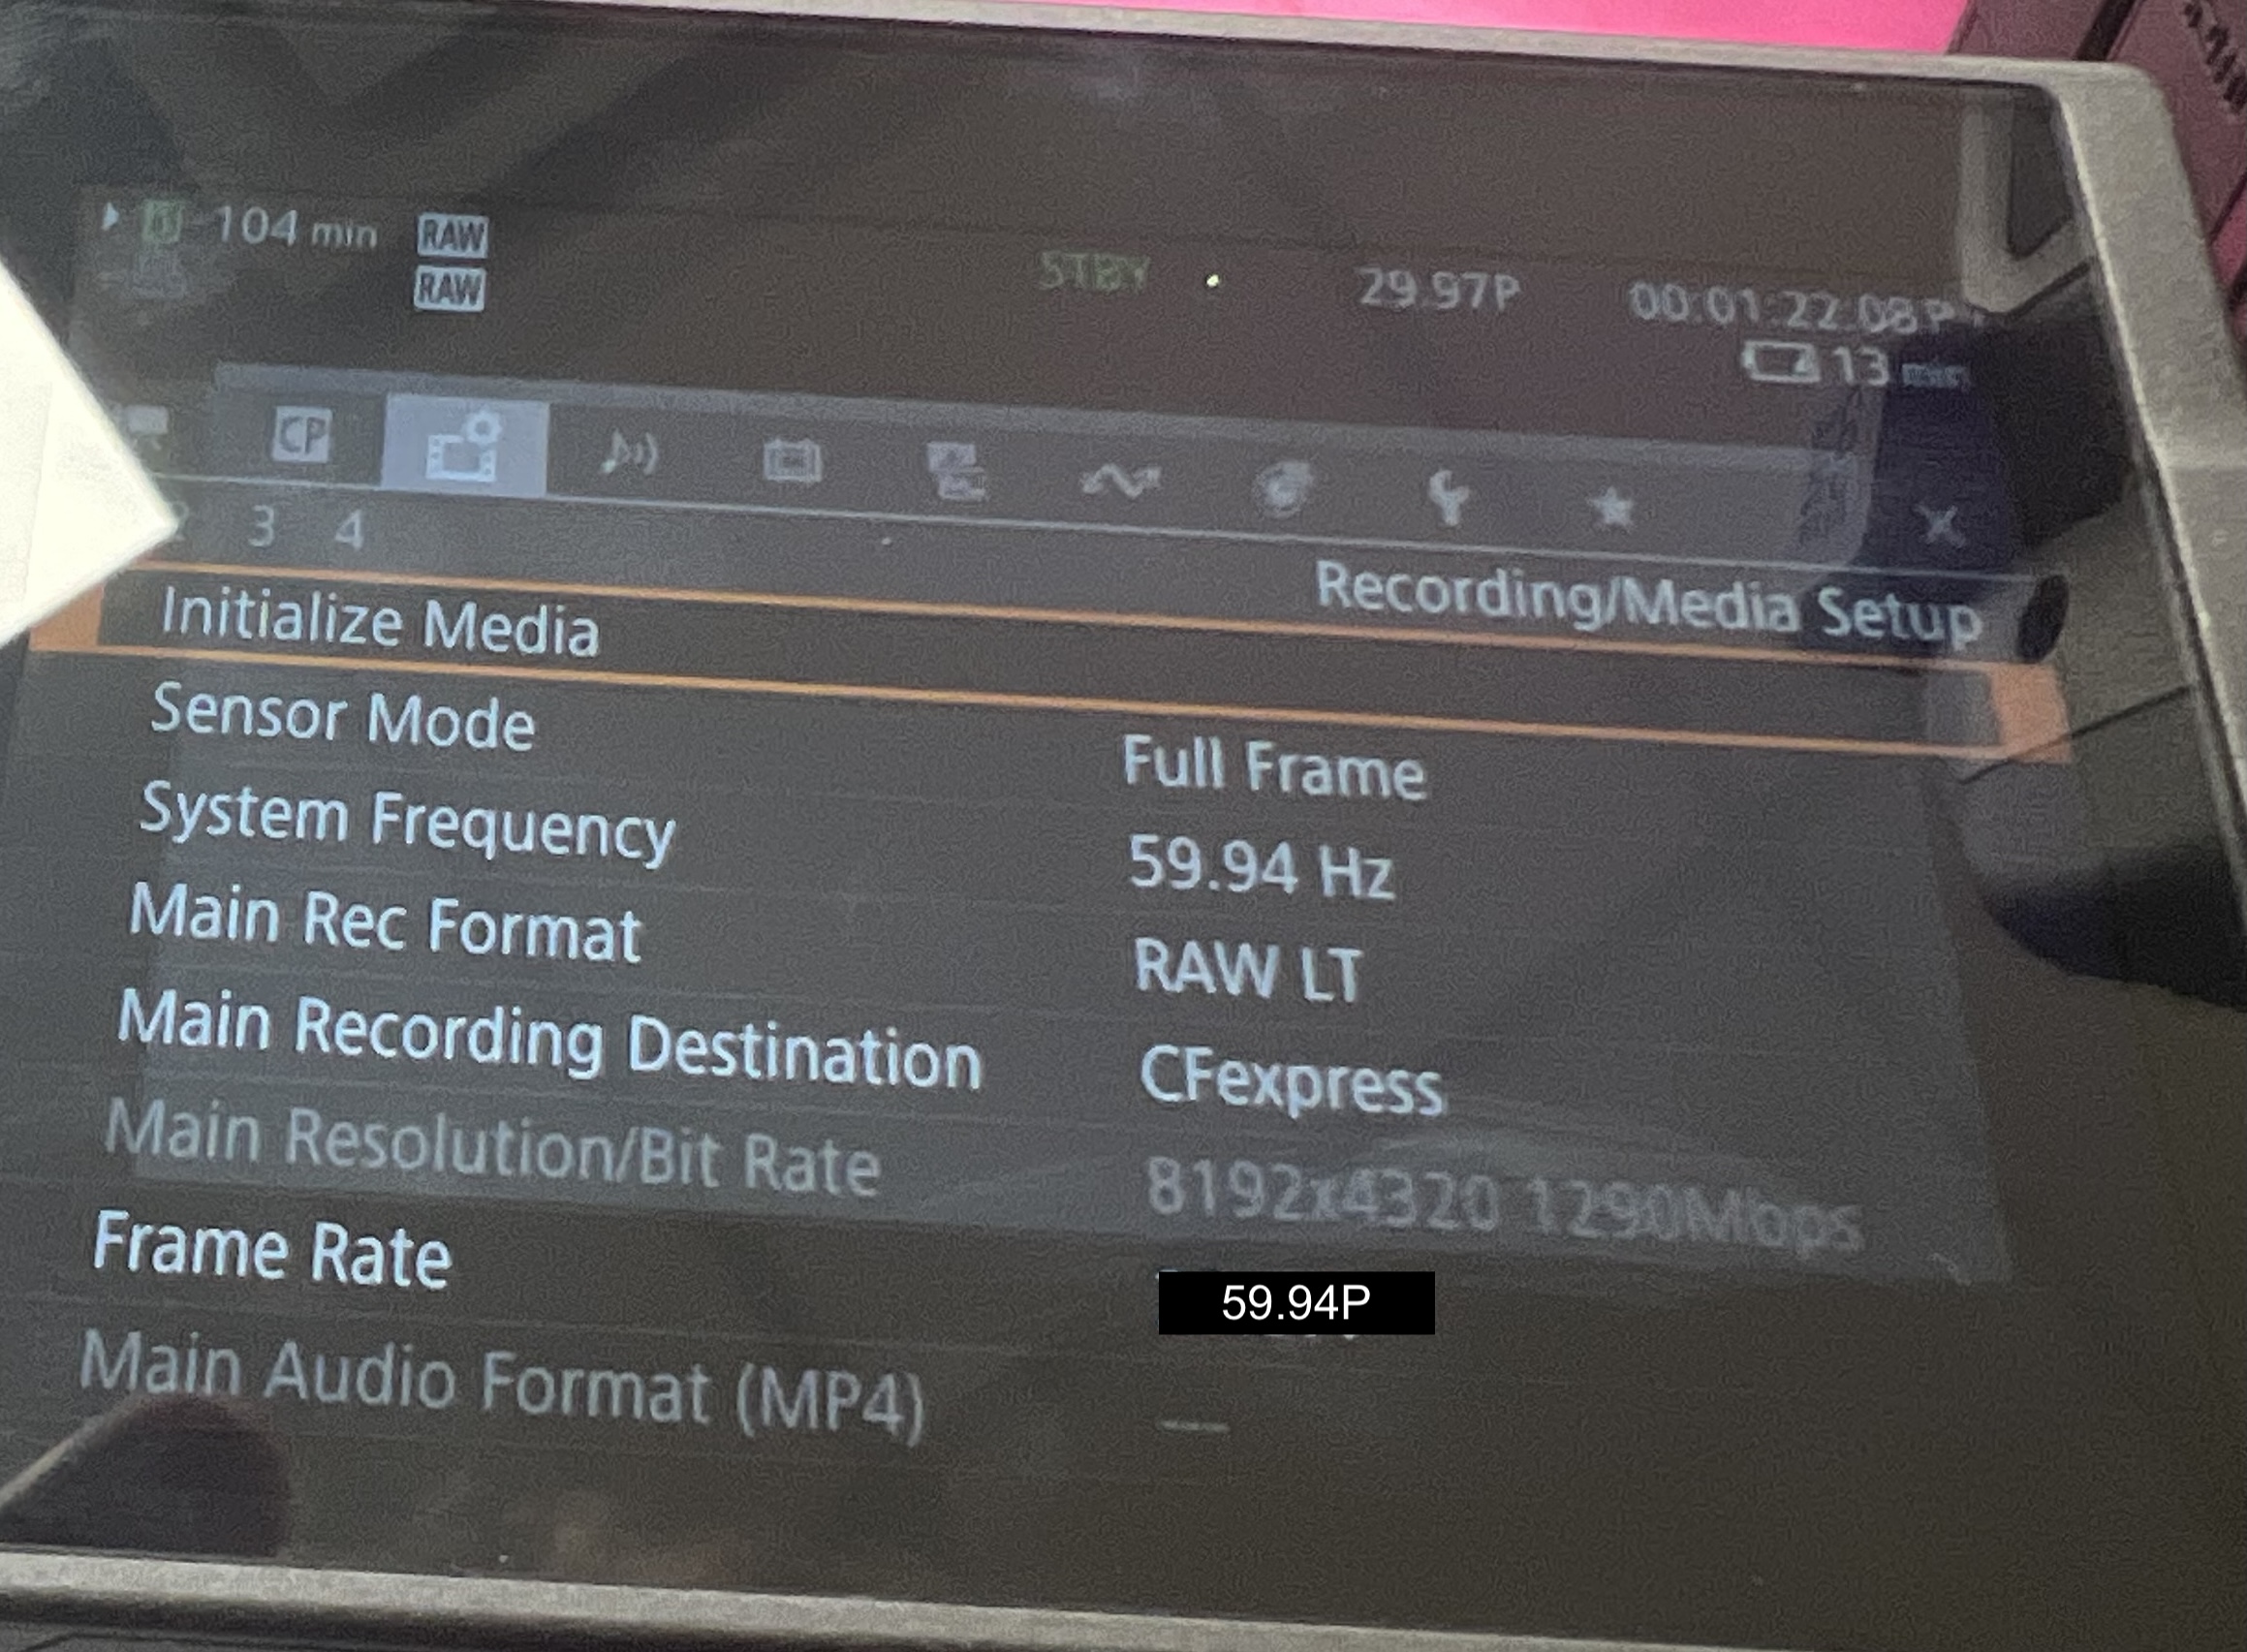 104 min RAW
RAW
STBY 29.97P 00:01:22:08P
13 min
CP
3 4
Recording/Media Setup
Initialize Media
Sensor Mode Full Frame
System Frequency 59.94 Hz
Main Rec Format RAW LT
Main Recording Destination CFexpress
Main Resolution/Bit Rate 8192x4320 1290Mbps
Frame Rate 59.94P
Main Audio Format (MP4) —